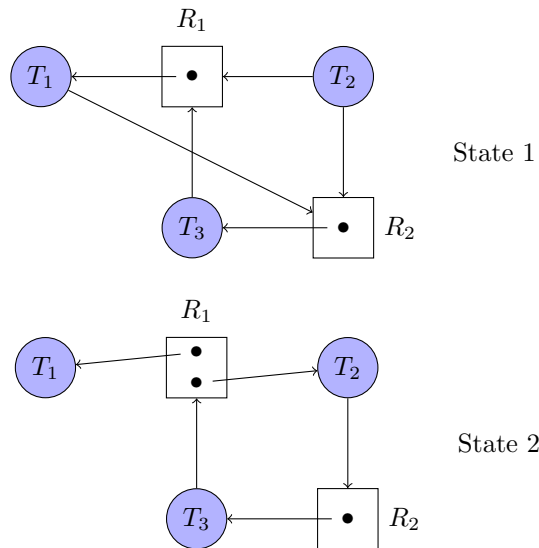 R₁
T₁ T₂
State 1
T₃ R₂
R₁
T₁ T₂
State 2
T₃ R₂